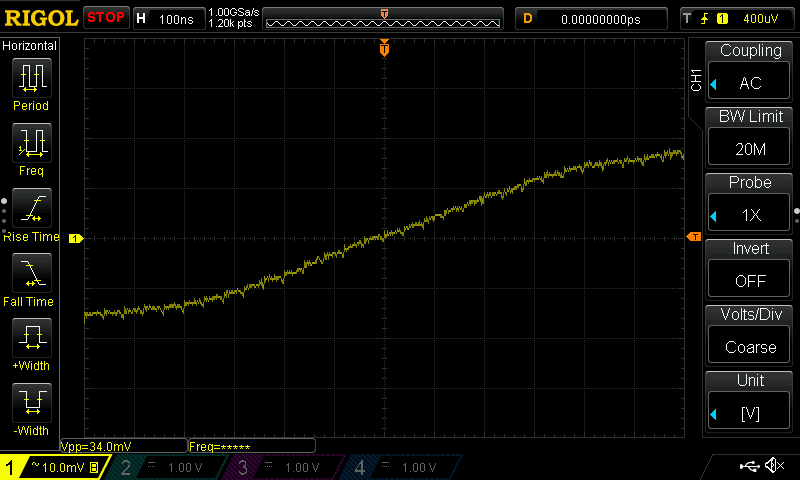 RIGOL STOP H 100ns 1.00GSa/s D 0.00000000ps T 1 400uV
1.20k pts
T
Horizontal
Period
Freq
Rise Time
Fall Time
+Width
-Width
1
T
CH1
Coupling
AC
BW Limit
20M
Probe
1X
Invert
OFF
Volts/Div
Coarse
Unit
[V]
Vpp=34.0mV Freq=*****
1 ~ 10.0mV B 2 1.00 V 3 1.00 V 4 1.00 V